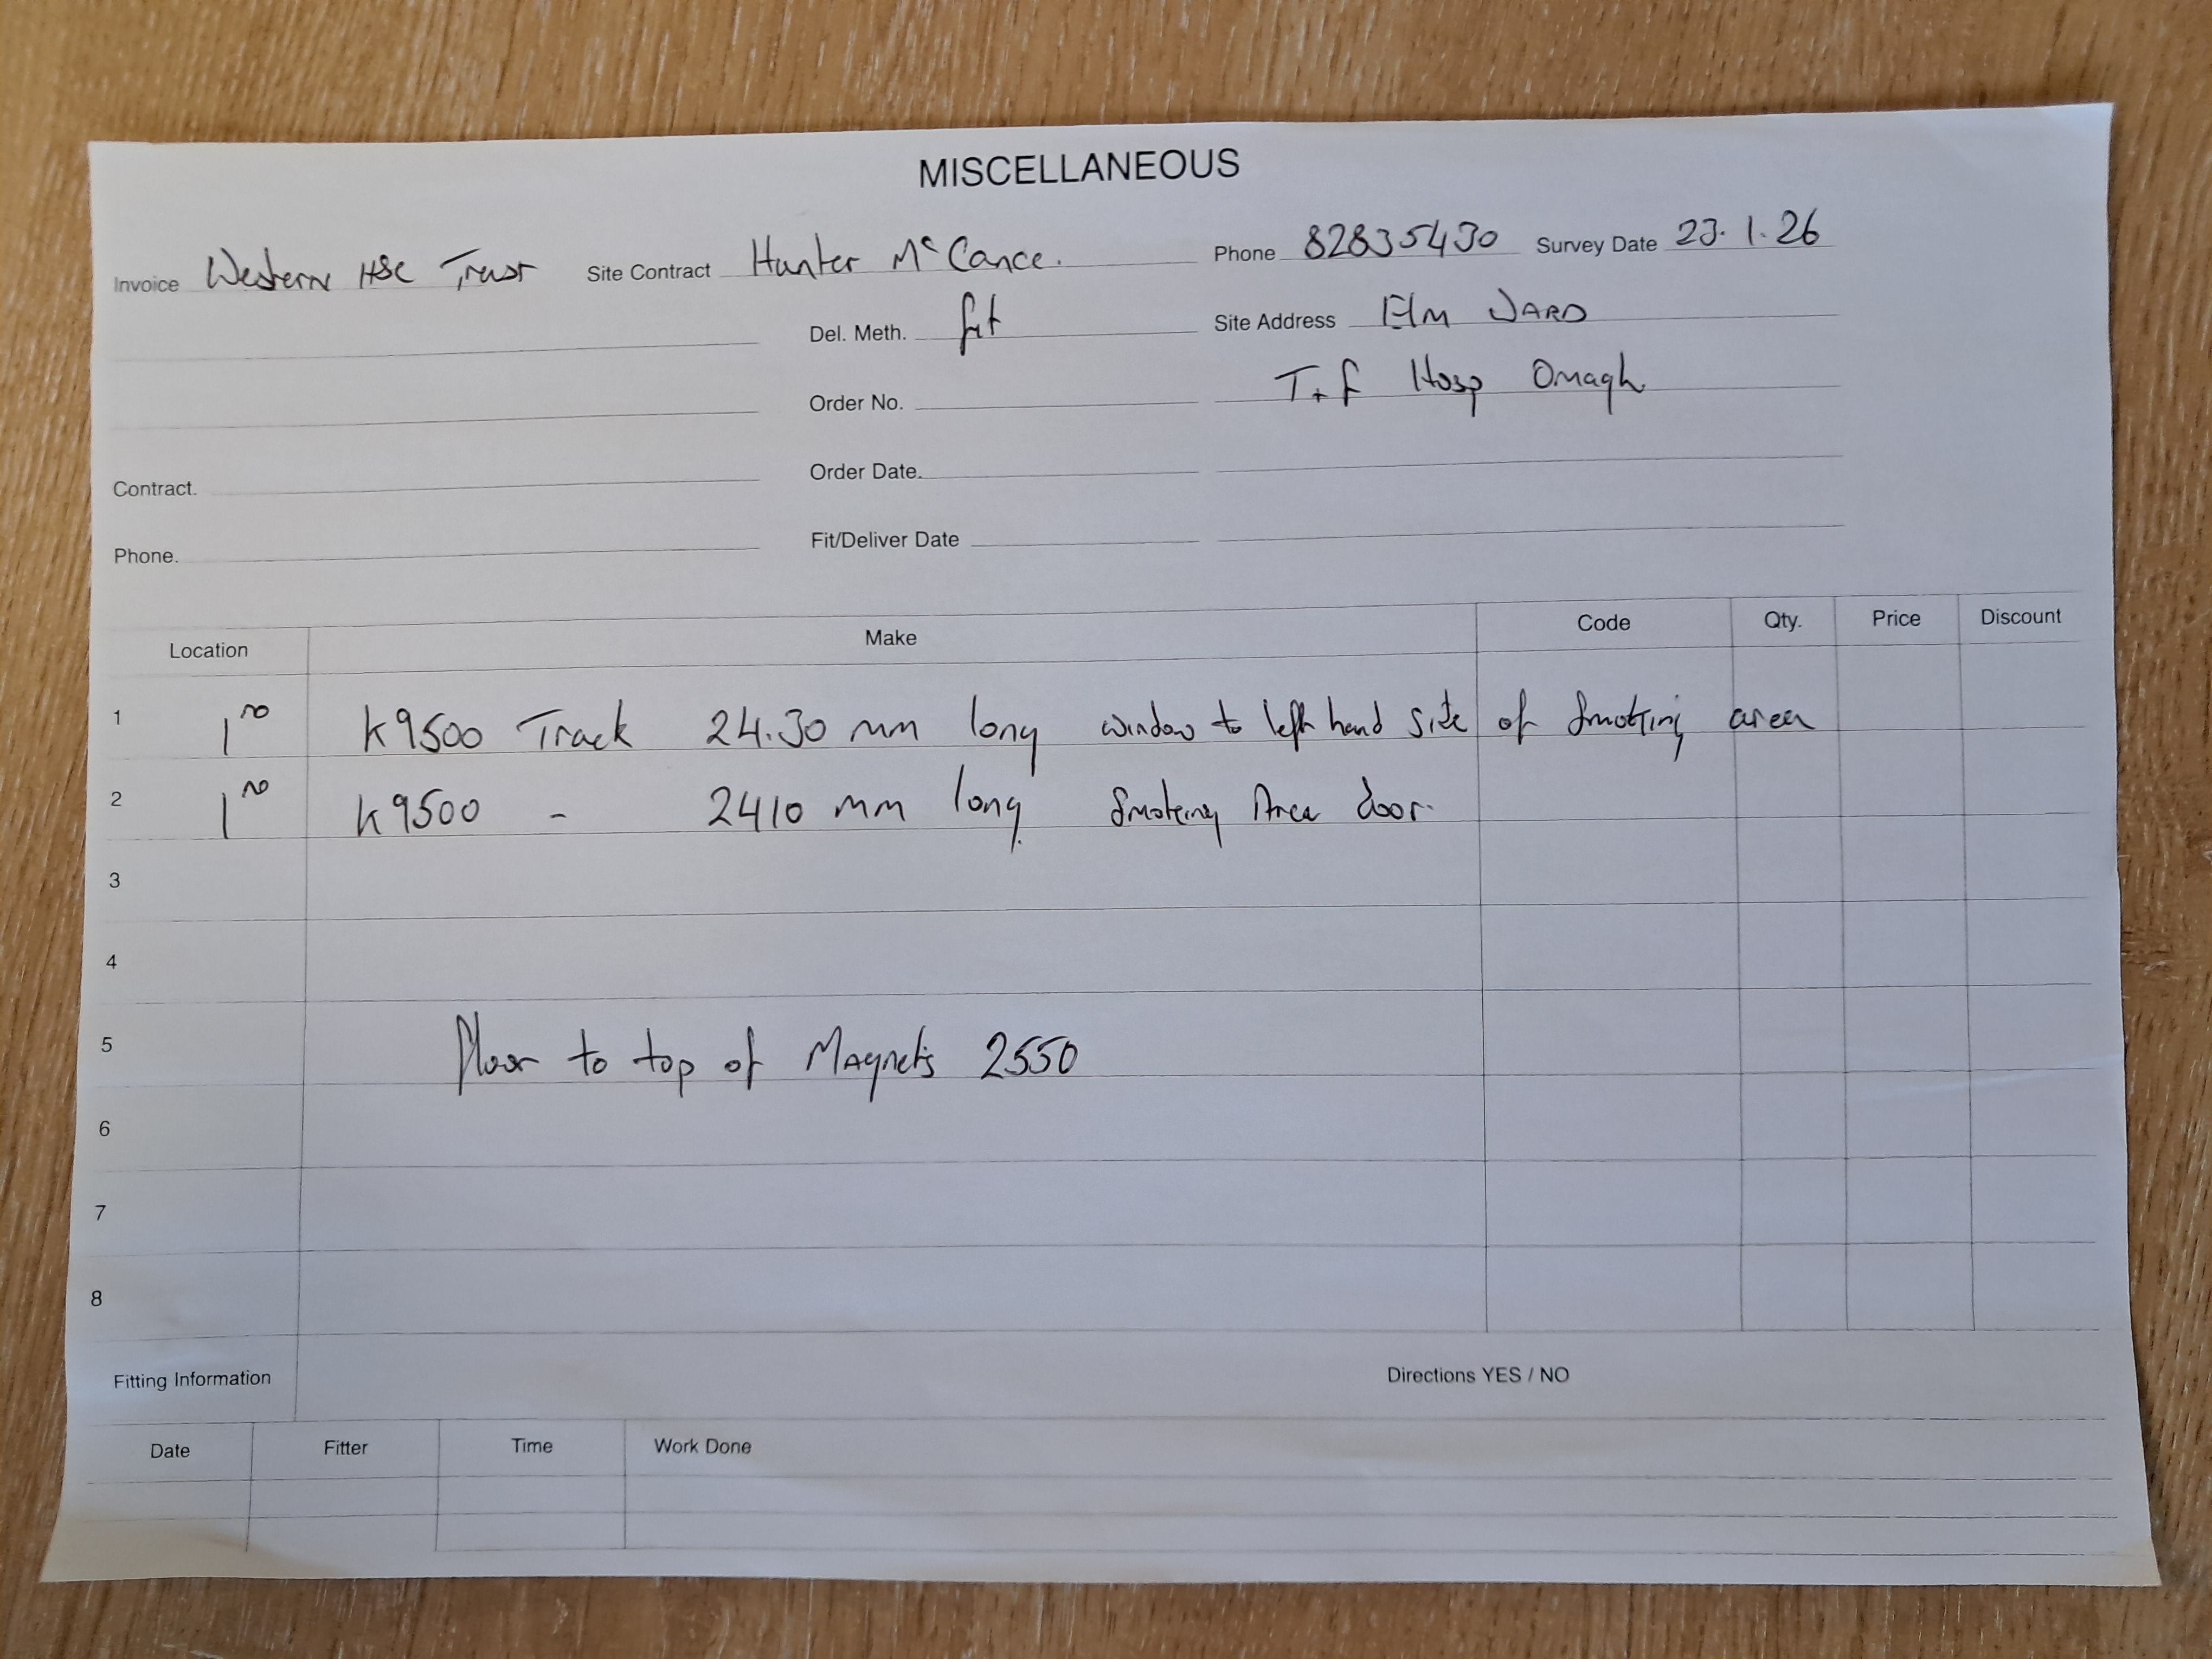 MISCELLANEOUS
Invoice Western HSC Trust Site Contract Hunter McCance. Phone 82835430 Survey Date 23.1.26
Del. Meth. fit Site Address Elm WARD
Order No. T+F Hosp Omagh
Contract. Order Date.
Phone. Fit/Deliver Date
Location Make Code Qty. Price Discount
1 1no K9500 Track 24.30 mm long window to left hand side of Smoking area
2 1no K9500 - 2410 mm long Smoking Area door.
3
4
5 floor to top of Magnets 2550
6
7
8
Fitting Information Directions YES / NO
Date Fitter Time Work Done